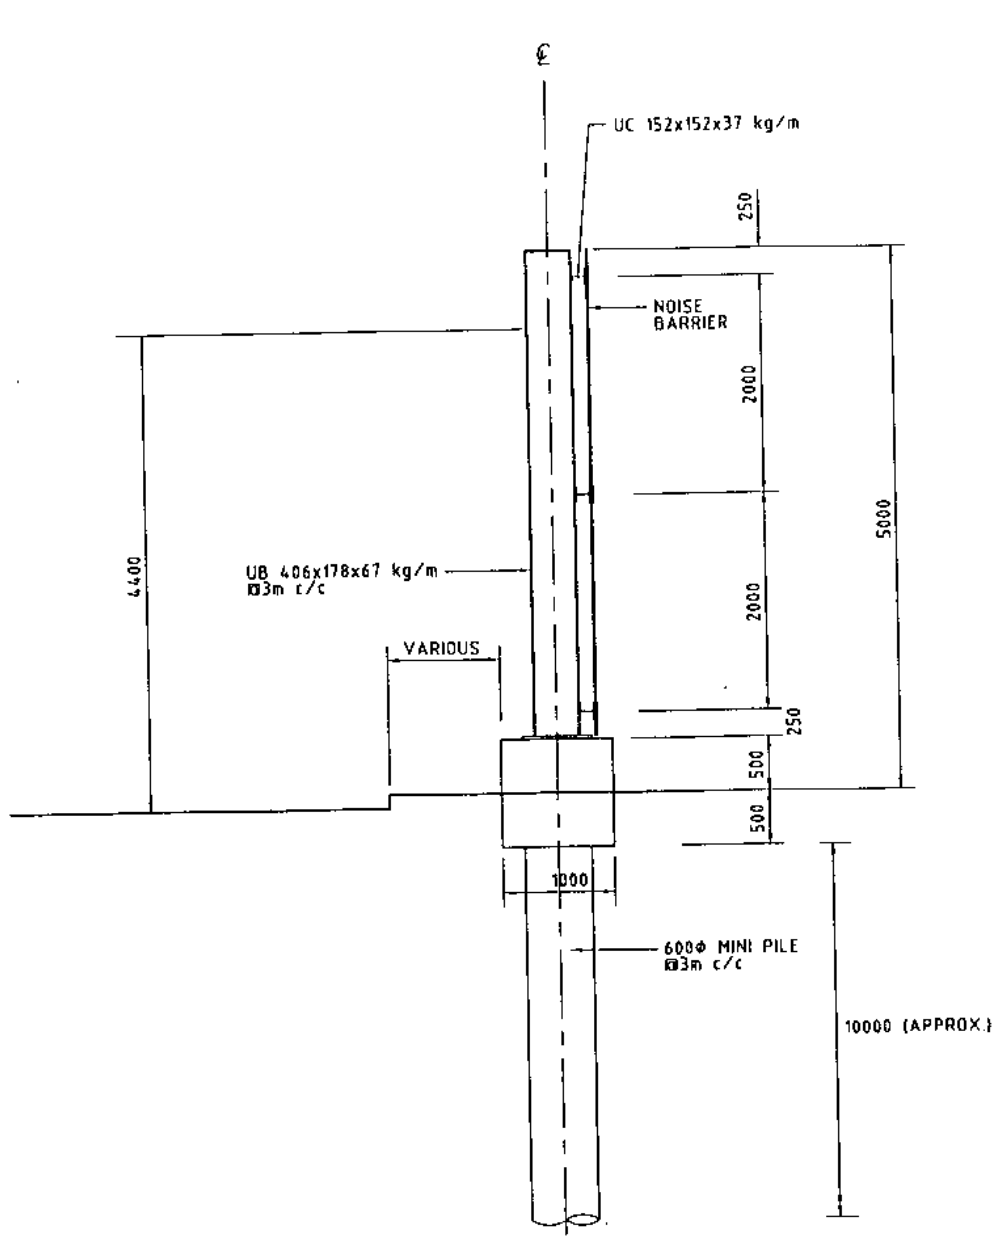 ℄
UC 152x152x37 kg/m
250
NOISE
BARRIER
2000
5000
4400
UB 406x178x67 kg/m
@3m c/c
2000
VARIOUS
250
500
500
1000
600Φ MINI PILE
@3m c/c
10000 (APPROX.)